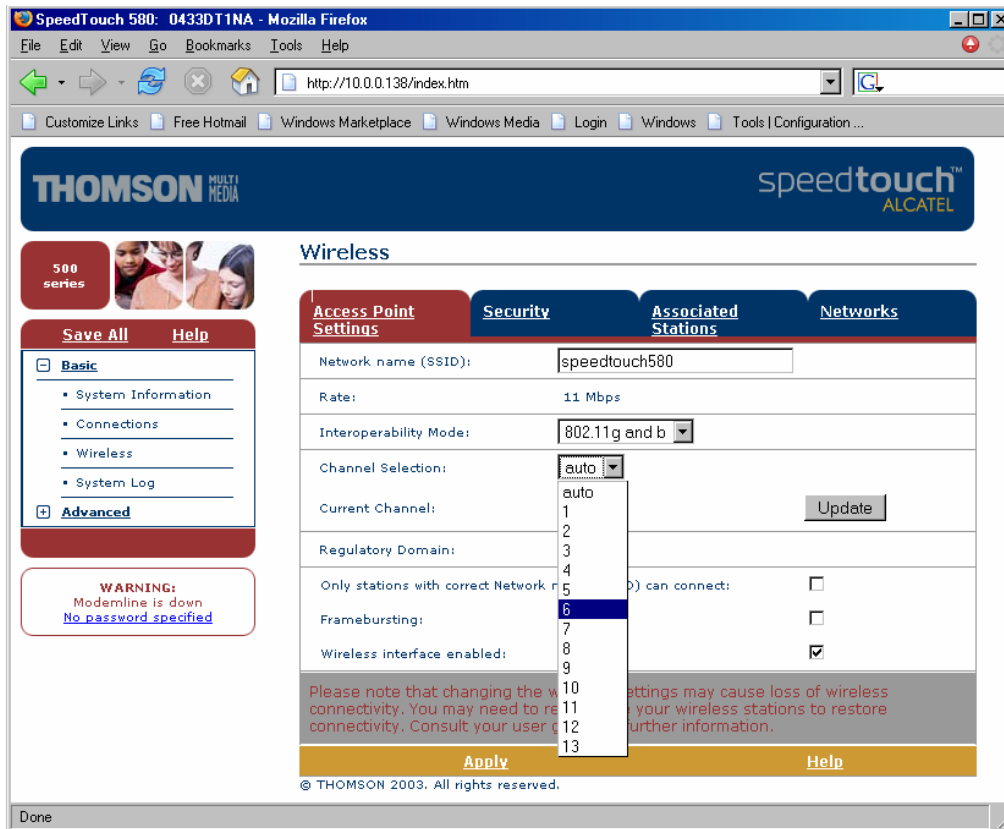 SpeedTouch 580: 0433DT1NA - Mozilla Firefox
File Edit View Go Bookmarks Tools Help
http://10.0.0.138/index.htm
G
Customize Links Free Hotmail Windows Marketplace Windows Media Login Windows Tools | Configuration ...
THOMSON MULTI MEDIA
speedtouch™
ALCATEL
500 series
Save All Help
Basic
System Information
Connections
Wireless
System Log
Advanced
WARNING:
Modemline is down
No password specified
Wireless
Access Point Settings Security Associated Stations Networks
Network name (SSID): speedtouch580
Rate: 11 Mbps
Interoperability Mode: 802.11g and b
Channel Selection: auto
auto
1
2
3
4
5
6
7
8
9
10
11
12
13
Current Channel: Update
Regulatory Domain:
Only stations with correct Network D) can connect:
Framebursting:
Wireless interface enabled:
Please note that changing the ettings may cause loss of wireless
connectivity. You may need to your wireless stations to restore
connectivity. Consult your user further information.
Apply Help
© THOMSON 2003. All rights reserved.
Done